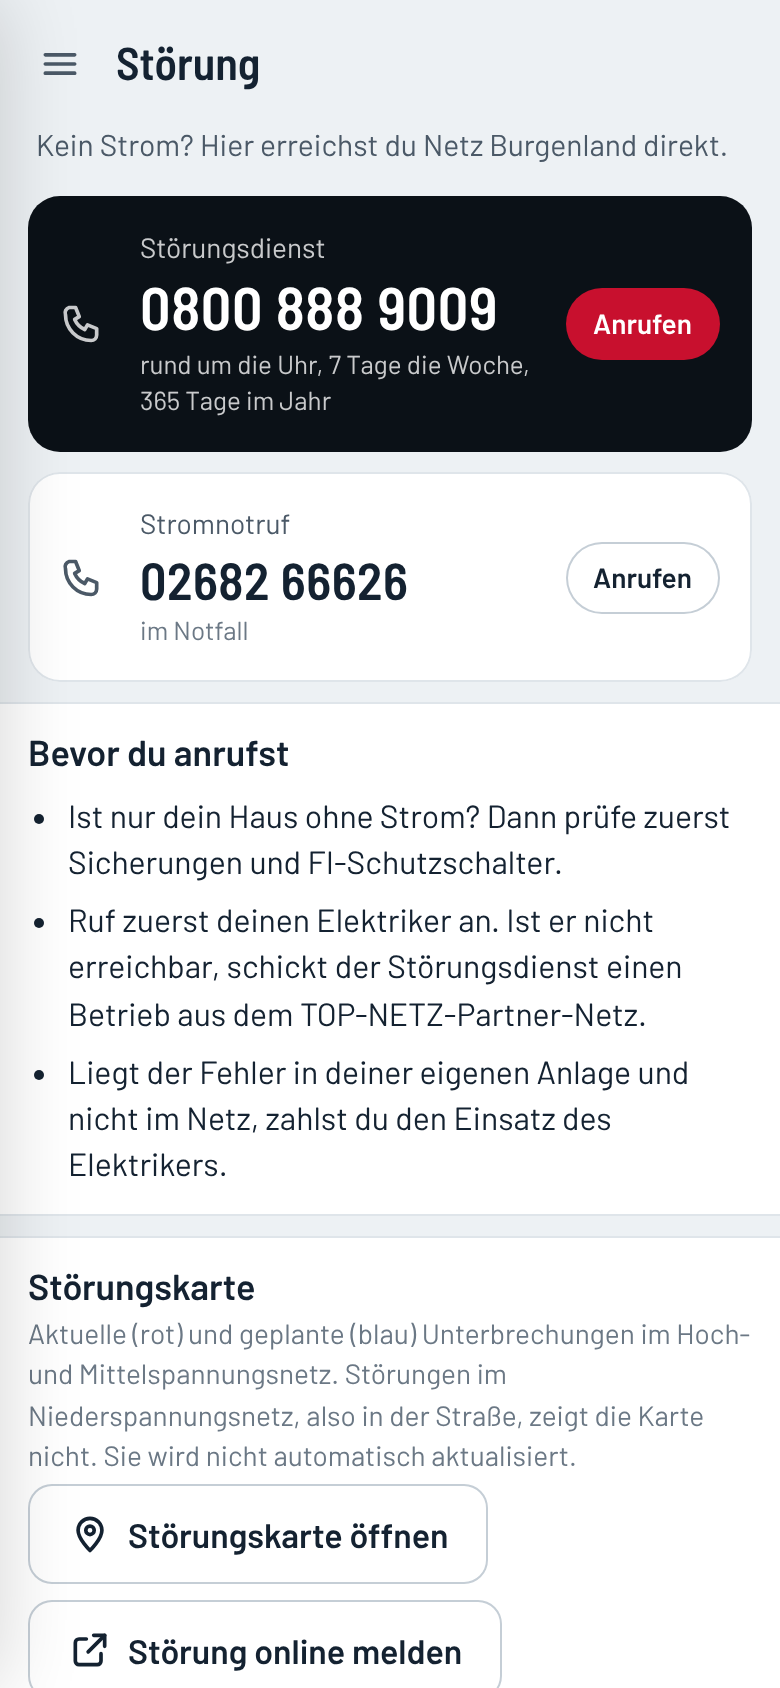 Störung
Kein Strom? Hier erreichst du Netz Burgenland direkt.
Störungsdienst
0800 888 9009
rund um die Uhr, 7 Tage die Woche,
365 Tage im Jahr
Anrufen
Stromnotruf
02682 66626
im Notfall
Anrufen
Bevor du anrufst
• Ist nur dein Haus ohne Strom? Dann prüfe zuerst
Sicherungen und FI-Schutzschalter.
• Ruf zuerst deinen Elektriker an. Ist er nicht
erreichbar, schickt der Störungsdienst einen
Betrieb aus dem TOP-NETZ-Partner-Netz.
• Liegt der Fehler in deiner eigenen Anlage und
nicht im Netz, zahlst du den Einsatz des
Elektrikers.
Störungskarte
Aktuelle (rot) und geplante (blau) Unterbrechungen im Hoch-
und Mittelspannungsnetz. Störungen im
Niederspannungsnetz, also in der Straße, zeigt die Karte
nicht. Sie wird nicht automatisch aktualisiert.
Störungskarte öffnen
Störung online melden